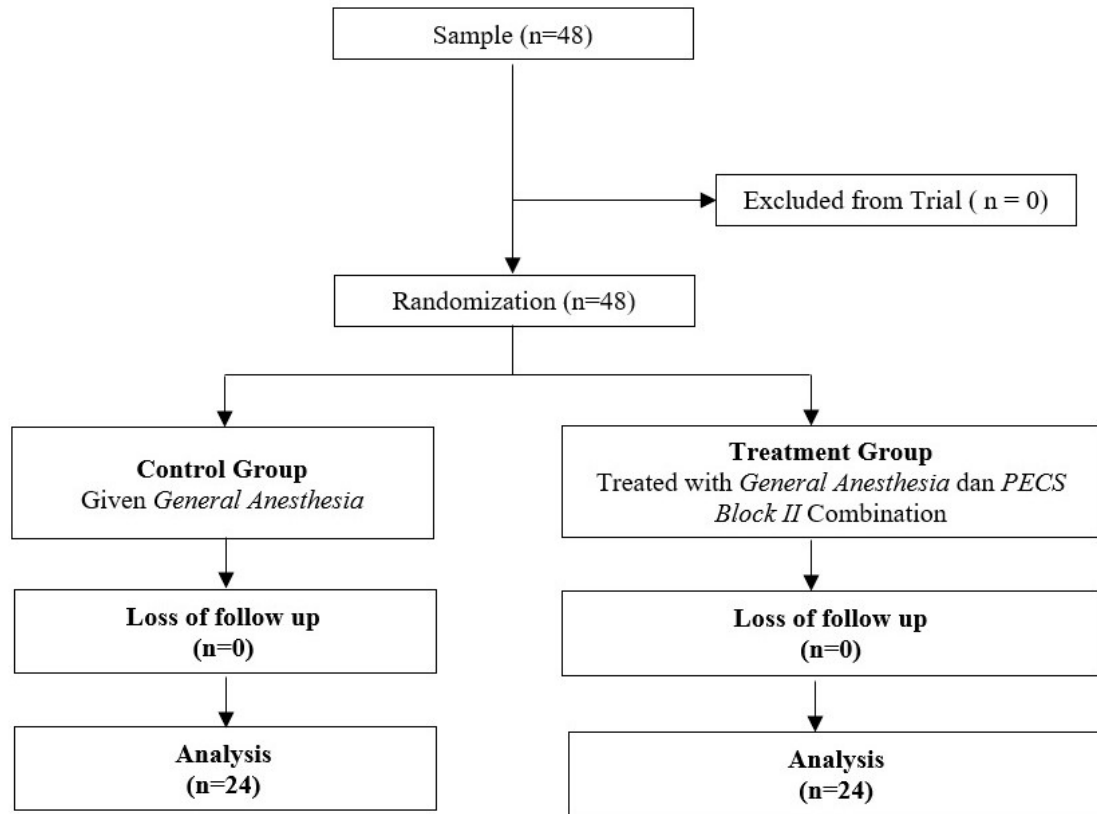 Sample (n=48)
Excluded from Trial ( n = 0)
Randomization (n=48)
Control Group
Given General Anesthesia
Treatment Group
Treated with General Anesthesia dan PECS
Block II Combination
Loss of follow up
(n=0)
Loss of follow up
(n=0)
Analysis
(n=24)
Analysis
(n=24)